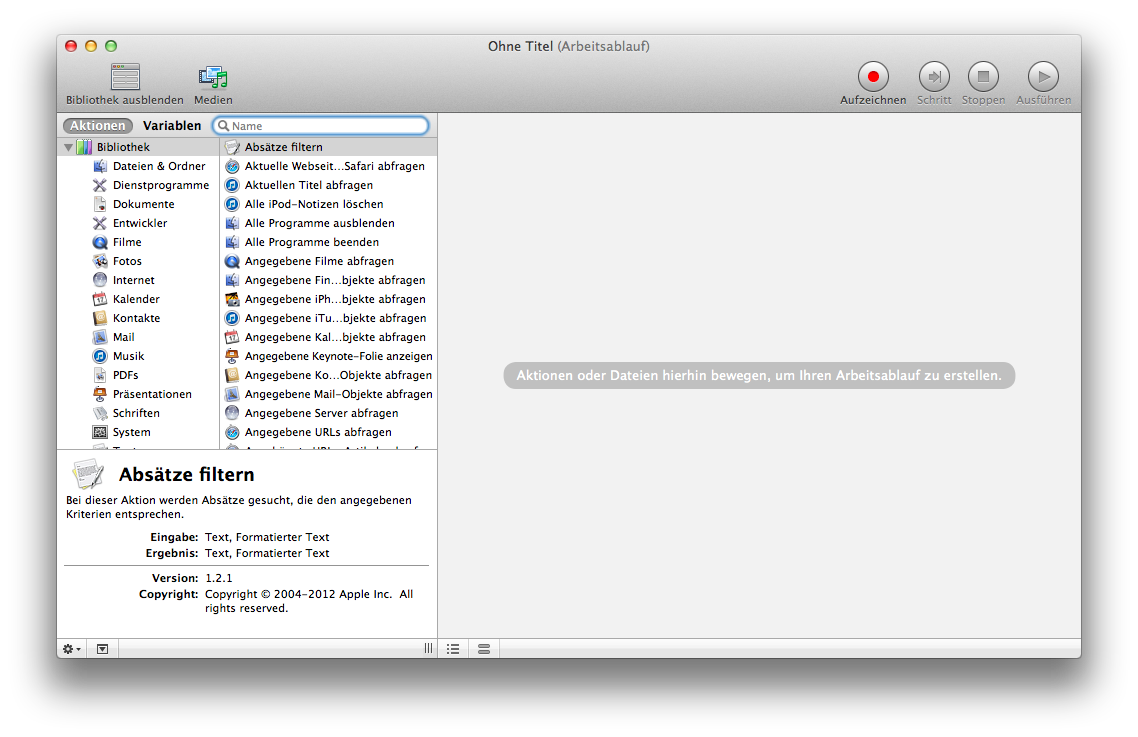 Ohne Titel (Arbeitsablauf)
Bibliothek ausblenden
Medien
Aufzeichnen
Schritt
Stoppen
Ausführen
Aktionen
Variablen
Name
Bibliothek
Dateien & Ordner
Dienstprogramme
Dokumente
Entwickler
Filme
Fotos
Internet
Kalender
Kontakte
Mail
Musik
PDFs
Präsentationen
Schriften
System
Absätze filtern
Aktuelle Webseit...Safari abfragen
Aktuellen Titel abfragen
Alle iPod-Notizen löschen
Alle Programme ausblenden
Alle Programme beenden
Angegebene Filme abfragen
Angegebene Fin...bjekte abfragen
Angegebene iPh...bjekte abfragen
Angegebene iTu...bjekte abfragen
Angegebene Kal...bjekte abfragen
Angegebene Keynote-Folie anzeigen
Angegebene Ko...Objekte abfragen
Angegebene Mail-Objekte abfragen
Angegebene Server abfragen
Angegebene URLs abfragen
Aktionen oder Dateien hierhin bewegen, um Ihren Arbeitsablauf zu erstellen.
Absätze filtern
Bei dieser Aktion werden Absätze gesucht, die den angegebenen
Kriterien entsprechen.
Eingabe: Text, Formatierter Text
Ergebnis: Text, Formatierter Text
Version: 1.2.1
Copyright: Copyright © 2004-2012 Apple Inc. All
rights reserved.